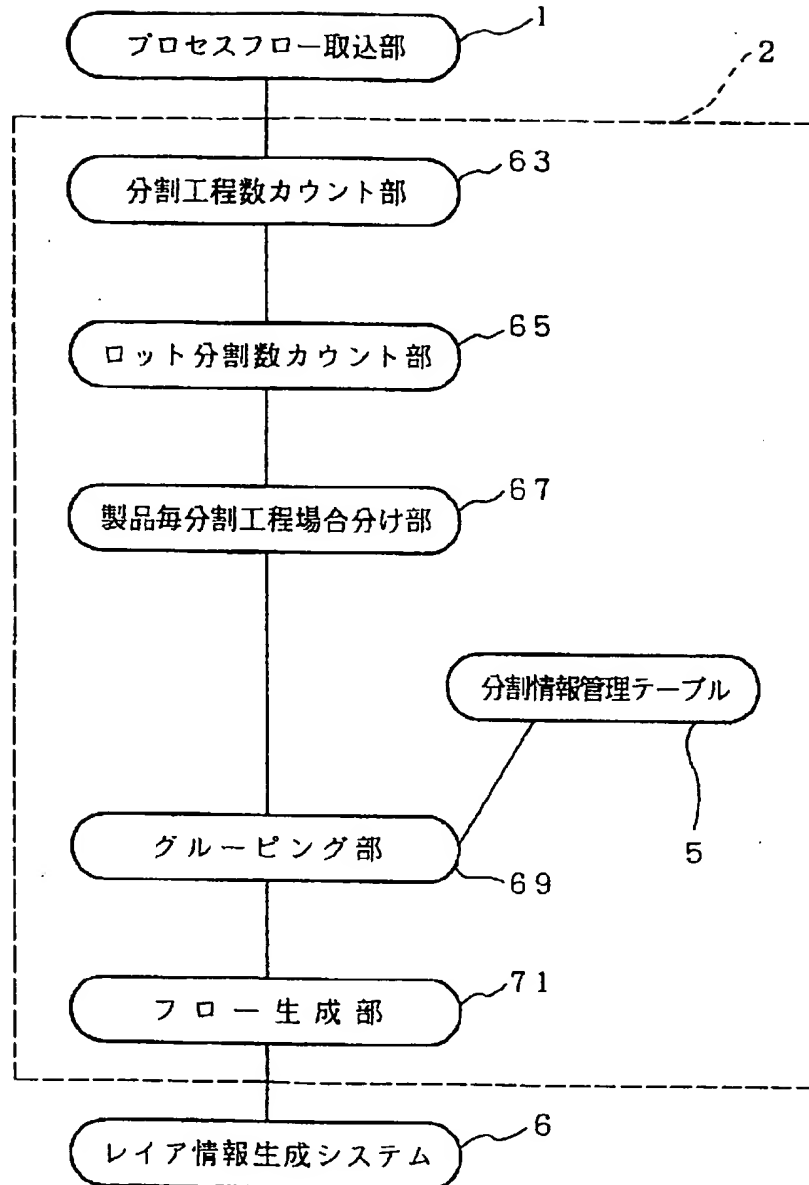 プロセスフロー取込部
1
2
分割工程数カウント部
63
ロット分割数カウント部
65
製品毎分割工程場合分け部
67
分割情報管理テーブル
5
グルーピング部
69
フロー生成部
71
レイア情報生成システム
6